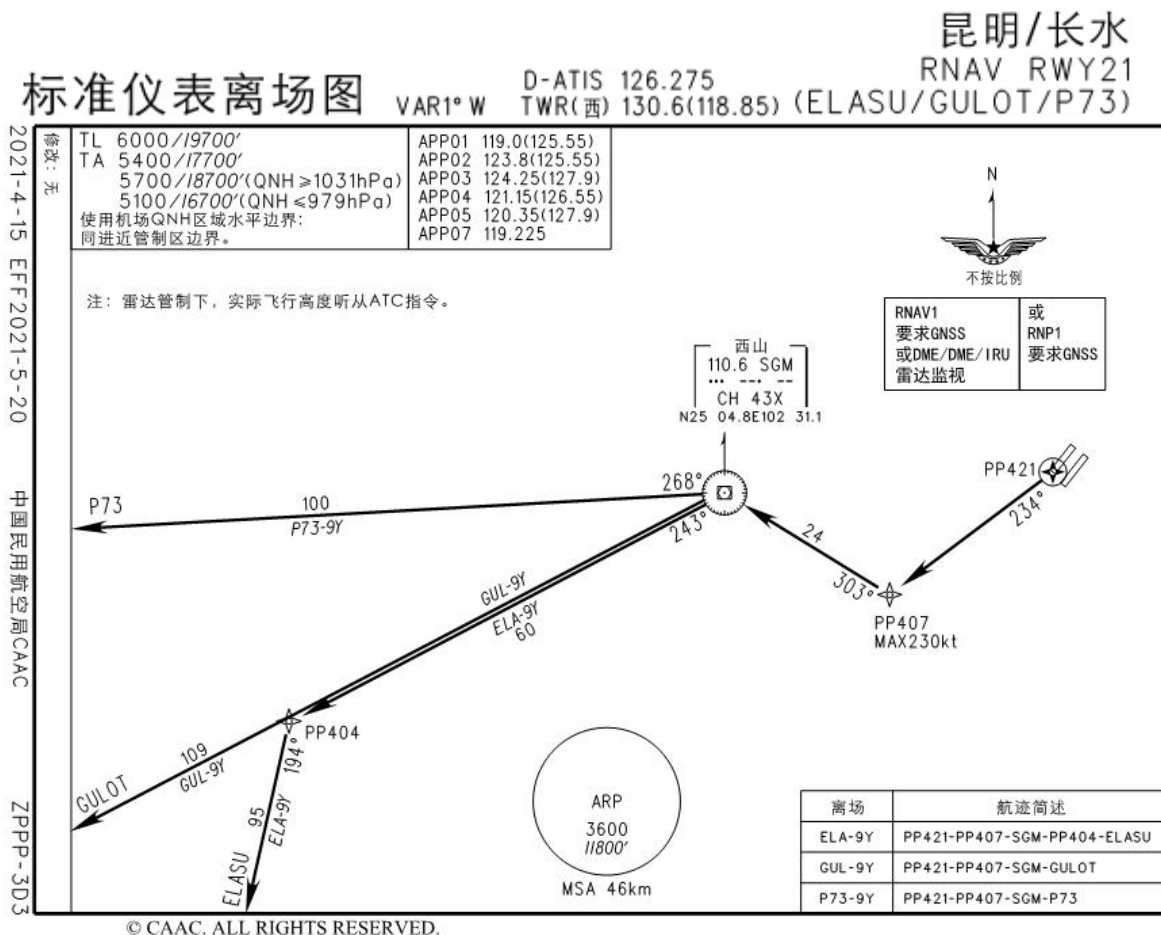 昆明/长水
标准仪表离场图
VAR1° W
D-ATIS 126.275
TWR(西) 130.6(118.85)
RNAV RWY21
(ELASU/GULOT/P73)
2021-4-15 EFF2021-5-20 中国民用航空局CAAC ZPPP-3D3
修改: 无
TL 6000/19700'
TA 5400/17700'
5700/18700'(QNH≥1031hPa)
5100/16700'(QNH≤979hPa)
使用机场QNH区域水平边界:
同进近管制区边界。
APP01 119.0(125.55)
APP02 123.8(125.55)
APP03 124.25(127.9)
APP04 121.15(126.55)
APP05 120.35(127.9)
APP07 119.225
N
不按比例
注: 雷达管制下, 实际飞行高度听从ATC指令。
RNAV1
要求GNSS
或DME/DME/IRU
雷达监视
或
RNP1
要求GNSS
西山
110.6 SGM
CH 43X
N25 04.8E102 31.1
PP421
234°
268°
243°
P73
100
P73-9Y
24
303°
PP407
MAX230kt
GUL-9Y
ELA-9Y
60
PP404
194°
109
GUL-9Y
GULOT
95
ELA-9Y
ELASU
ARP
3600
11800'
MSA 46km
离场 航迹简述
ELA-9Y PP421-PP407-SGM-PP404-ELASU
GUL-9Y PP421-PP407-SGM-GULOT
P73-9Y PP421-PP407-SGM-P73
© CAAC. ALL RIGHTS RESERVED.